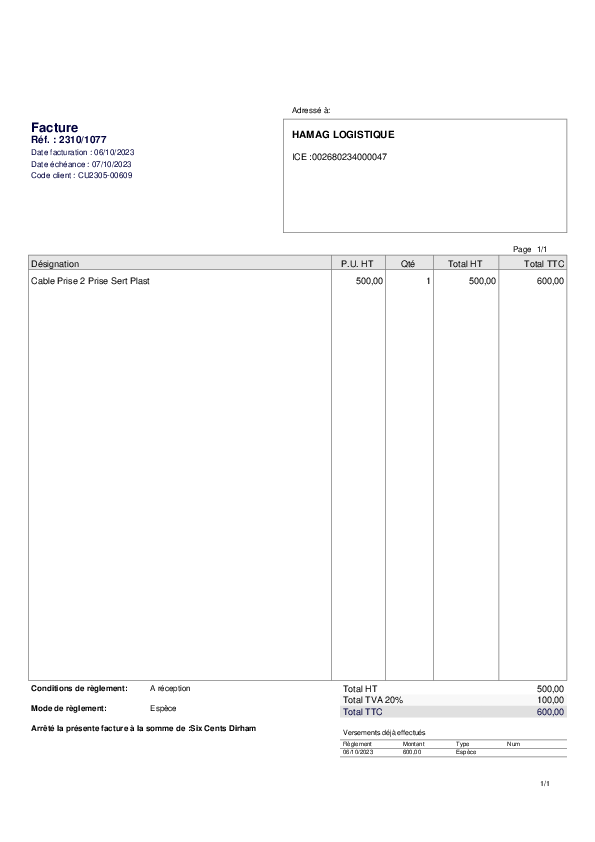 Adressé à:
Facture
Réf. : 2310/1077
Date facturation : 06/10/2023
Date échéance : 07/10/2023
Code client : CU2305-00609
HAMAG LOGISTIQUE
ICE :002680234000047
Page 1/1
Désignation P.U. HT Qté Total HT Total TTC
Cable Prise 2 Prise Sert Plast 500,00 1 500,00 600,00
Conditions de règlement: A réception
Mode de règlement: Espèce
Arrêté la présente facture à la somme de :Six Cents Dirham
Total HT 500,00
Total TVA 20% 100,00
Total TTC 600,00
Versements déjà effectués
Règlement Montant Type Num
06/10/2023 600,00 Espèce
1/1